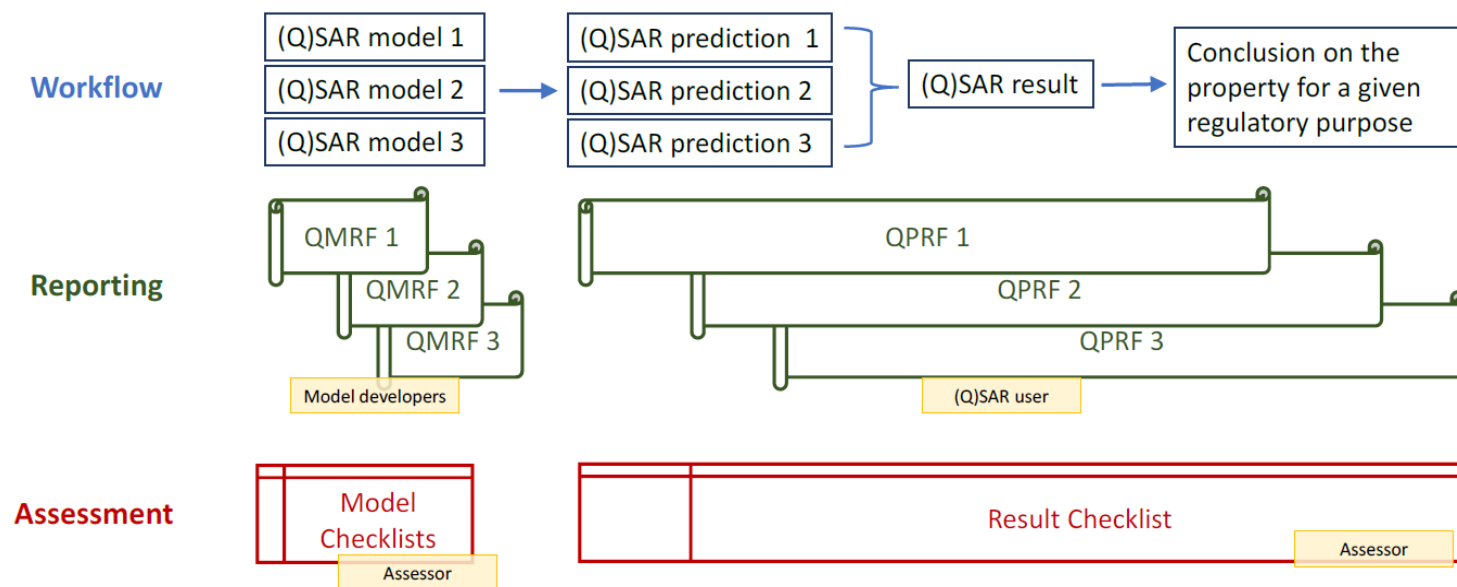 Workflow
(Q)SAR model 1
(Q)SAR model 2
(Q)SAR model 3
(Q)SAR prediction  1
(Q)SAR prediction 2
(Q)SAR prediction 3
(Q)SAR result
Conclusion on the
property for a given
regulatory purpose
Reporting
QMRF 1
QMRF 2
QMRF 3
Model developers
QPRF 1
QPRF 2
QPRF 3
(Q)SAR user
Assessment
Model
Checklists
Assessor
Result Checklist
Assessor